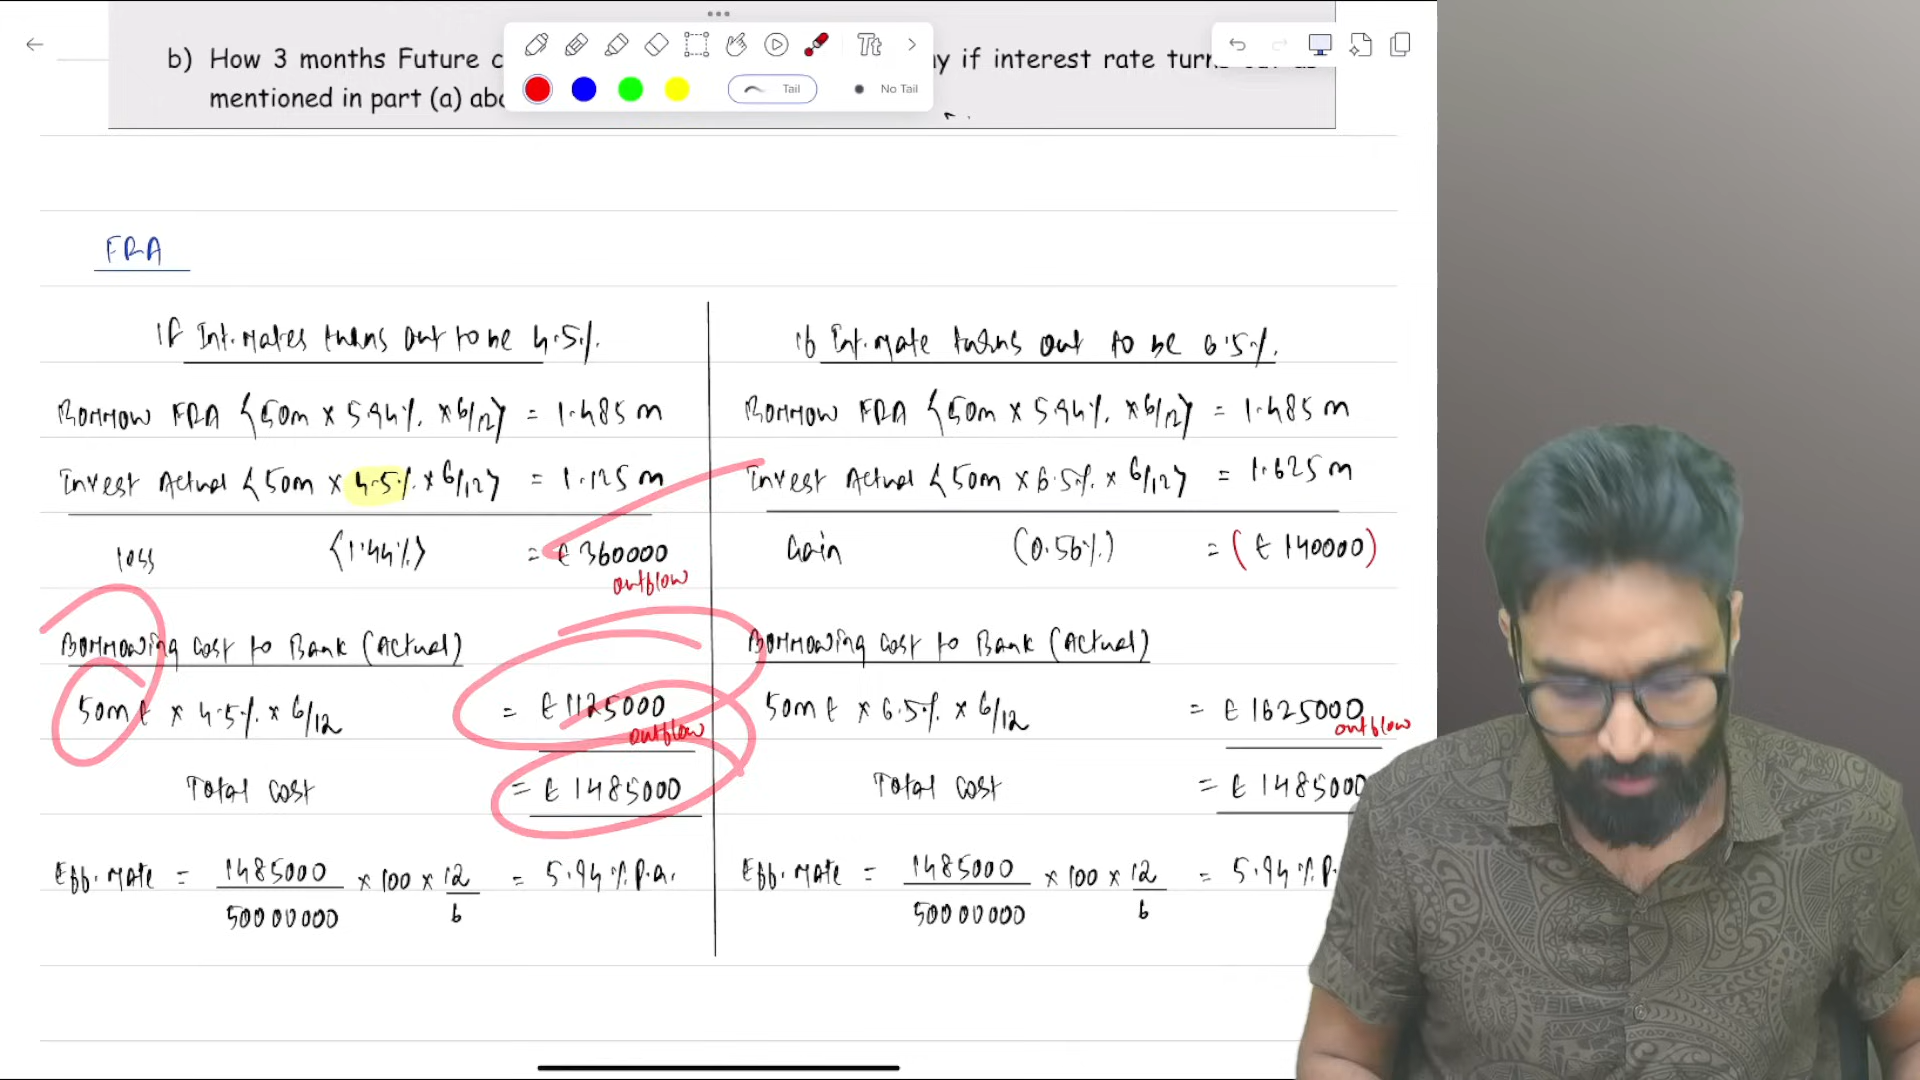 b) How 3 months Future c
y if interest rate turn
mentioned in part (a) abo
Tail
No Tail
FRA
If Int. rates turns out to be 4.5%.
Borrow FRA {50m x 5.94% x 6/12} = 1.485 m
Invest Actual {50m x 4.5% x 6/12} = 1.125 m
loss (1.44%) = € 360000
outflow
Borrowing Cost to Bank (Actual)
50m € x 4.5% x 6/12 = € 1125000
outflow
Total Cost = € 1485000
Eff. rate = 1485000 / 50000000 x 100 x 12 / 6 = 5.94% p.a.
If Int. rate turns out to be 6.5%.
Borrow FRA {50m x 5.94% x 6/12} = 1.485 m
Invest Actual {50m x 6.5% x 6/12} = 1.625 m
Gain (0.56%) = (€ 140000)
Borrowing Cost to Bank (Actual)
50m € x 6.5% x 6/12 = € 1625000
outflow
Total Cost = € 1485000
Eff. rate = 1485000 / 50000000 x 100 x 12 / 6 = 5.94% p.